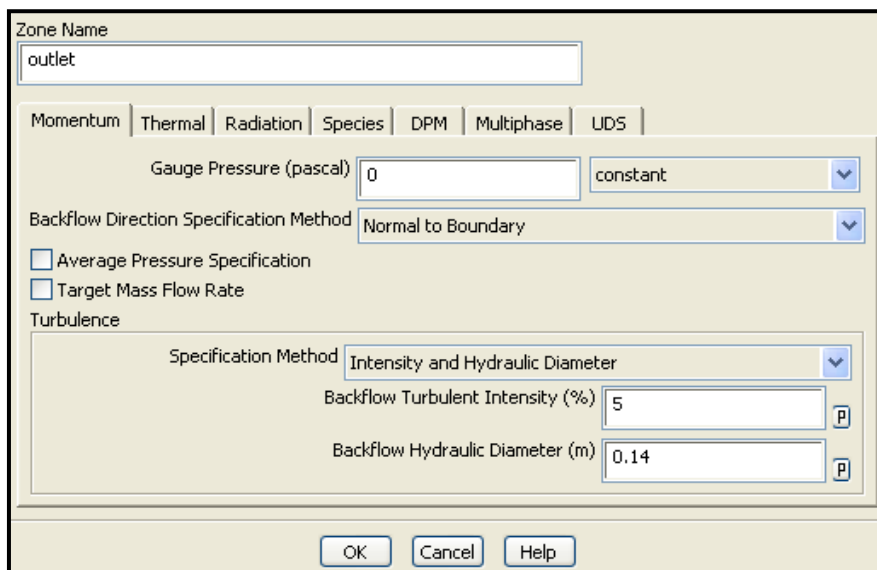 Zone Name
outlet
Momentum Thermal Radiation Species DPM Multiphase UDS
Gauge Pressure (pascal) 0 constant
Backflow Direction Specification Method Normal to Boundary
Average Pressure Specification
Target Mass Flow Rate
Turbulence
Specification Method Intensity and Hydraulic Diameter
Backflow Turbulent Intensity (%) 5 P
Backflow Hydraulic Diameter (m) 0.14 P
OK Cancel Help